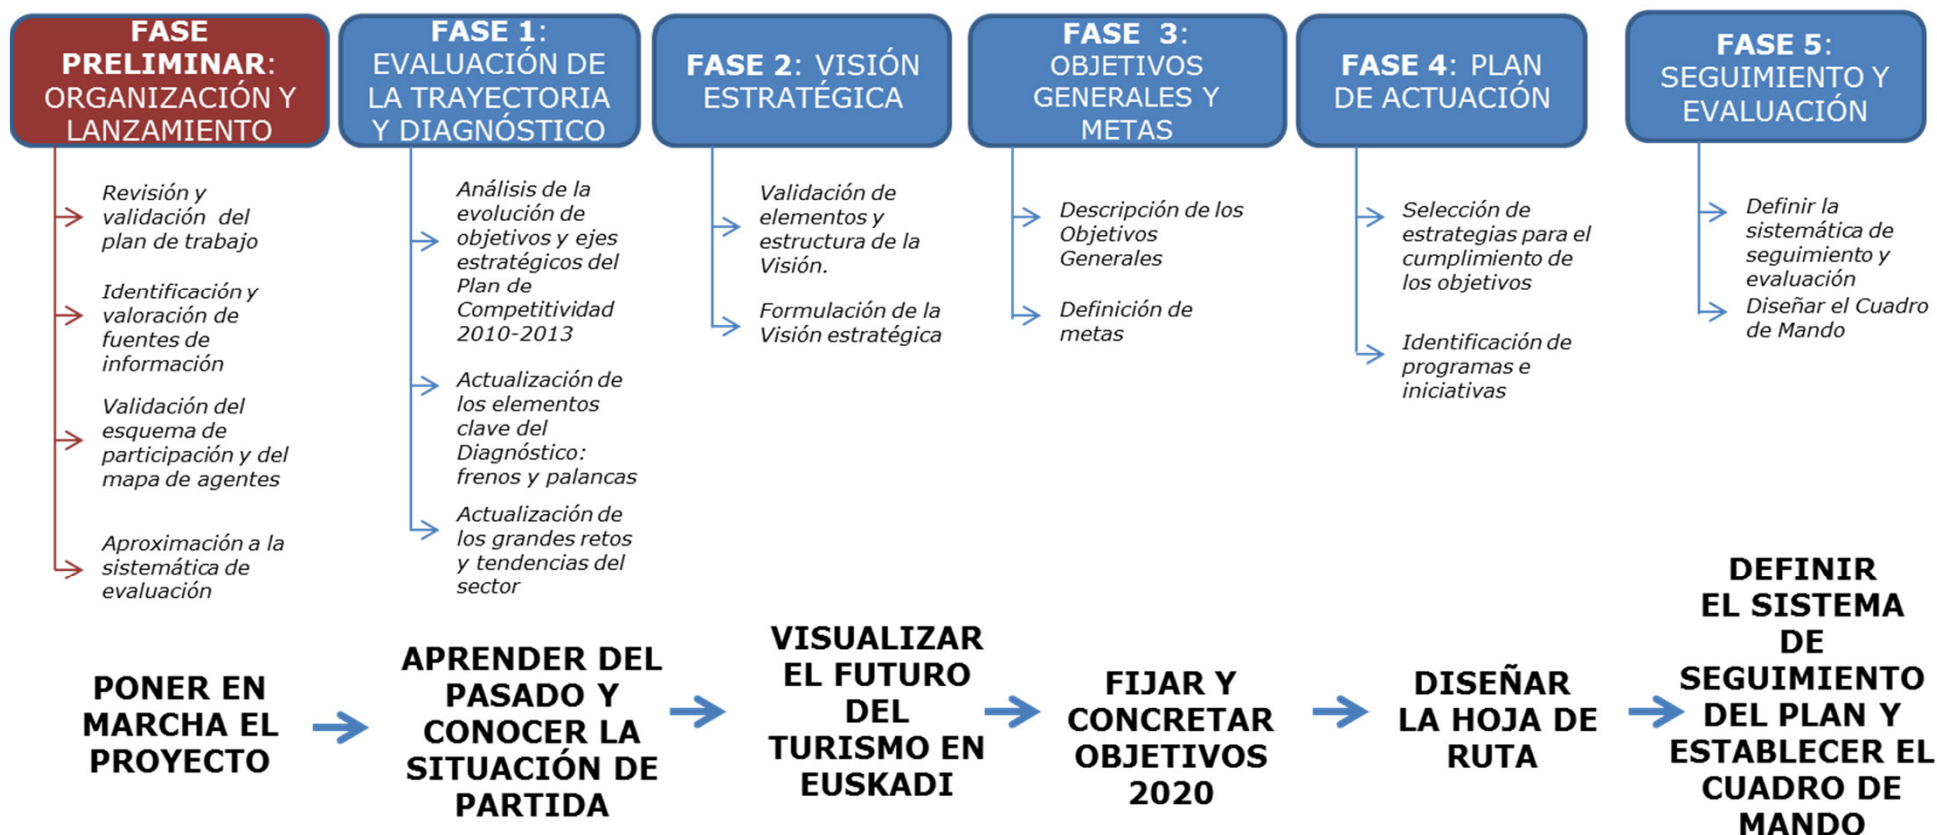 FASE
PRELIMINAR:
ORGANIZACIÓN Y
LANZAMIENTO
Revisión y
validación del
plan de trabajo
Identificación y
valoración de
fuentes de
información
Validación del
esquema de
participación y del
mapa de agentes
Aproximación a la
sistemática de
evaluación
FASE 1:
EVALUACIÓN DE
LA TRAYECTORIA
Y DIAGNÓSTICO
Análisis de la
evolución de
objetivos y ejes
estratégicos del
Plan de
Competitividad
2010-2013
Actualización de
los elementos
clave del
Diagnóstico:
frenos y palancas
Actualización de
los grandes retos
y tendencias del
sector
FASE 2: VISIÓN
ESTRATÉGICA
Validación de
elementos y
estructura de la
Visión.
Formulación de la
Visión estratégica
FASE 3:
OBJETIVOS
GENERALES Y
METAS
Descripción de los
Objetivos
Generales
Definición de
metas
FASE 4: PLAN
DE ACTUACIÓN
Selección de
estrategias para el
cumplimiento de
los objetivos
Identificación de
programas e
iniciativas
FASE 5:
SEGUIMIENTO Y
EVALUACIÓN
Definir la
sistemática de
seguimiento y
evaluación
Diseñar el Cuadro
de Mando
PONER EN
MARCHA EL
PROYECTO
APRENDER DEL
PASADO Y
CONOCER LA
SITUACIÓN DE
PARTIDA
VISUALIZAR
EL FUTURO
DEL
TURISMO EN
EUSKADI
FIJAR Y
CONCRETAR
OBJETIVOS
2020
DISEÑAR
LA HOJA DE
RUTA
DEFINIR
EL SISTEMA
DE
SEGUIMIENTO
DEL PLAN Y
ESTABLECER EL
CUADRO DE
MANDO